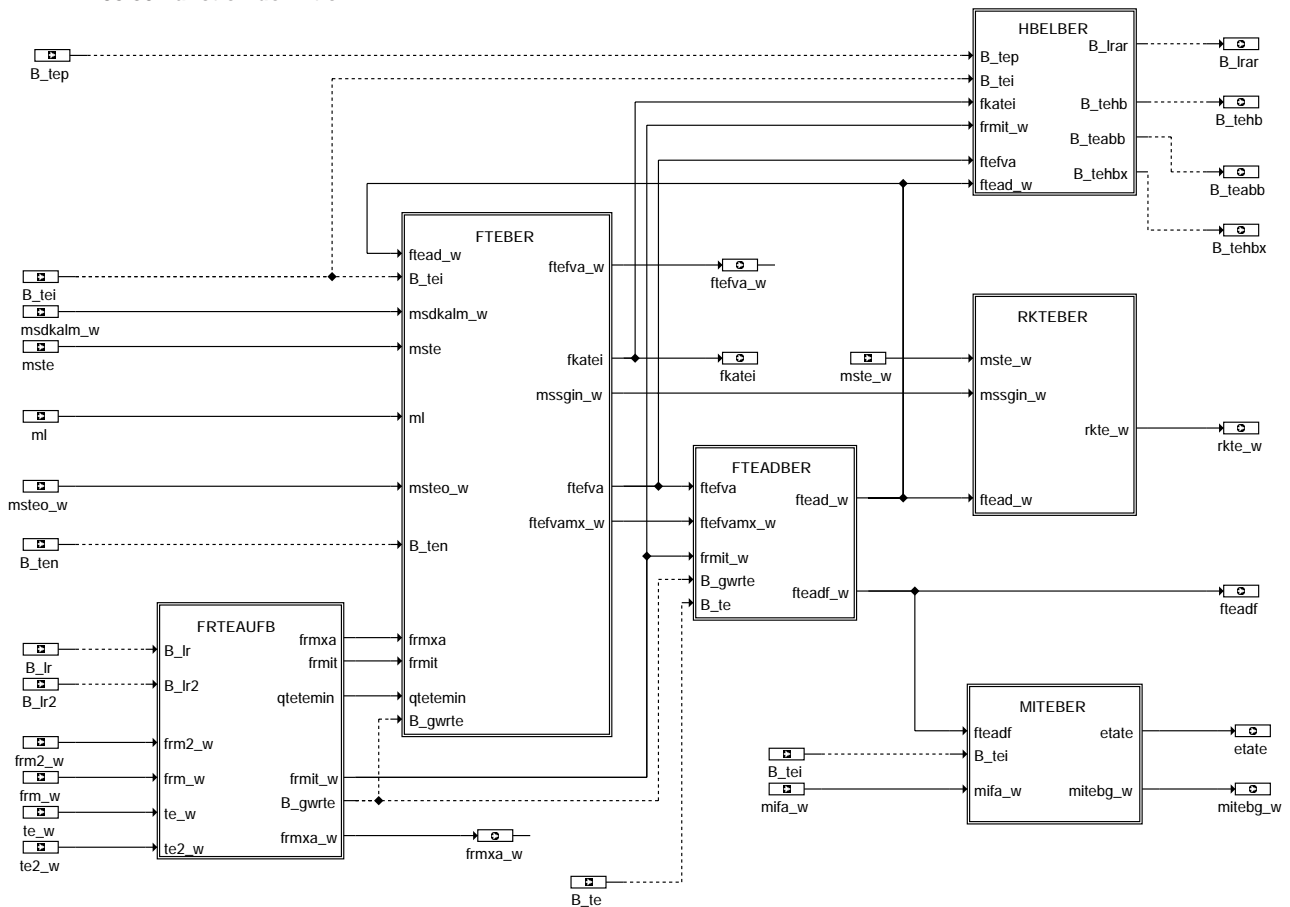 HBELBER
B_tep
B_tei
fkatei
frmit_w
ftefva
ftead_w
B_lrar
B_tehb
B_teabb
B_tehbx
B_tep
B_lrar
B_tehb
B_teabb
B_tehbx
FTEBER
ftead_w
B_tei
msdkalm_w
mste
ml
msteo_w
B_ten
frmxa
frmit
qtetemin
B_gwrte
ftefva_w
fkatei
mssgin_w
ftefva
ftefvamx_w
B_tei
msdkalm_w
mste
ml
msteo_w
B_ten
ftefva_w
fkatei
mste_w
RKTEBER
mste_w
mssgin_w
ftead_w
rkte_w
rkte_w
FTEADBER
ftefva
ftefvamx_w
frmit_w
B_gwrte
B_te
ftead_w
fteadf_w
fteadf
FRTEAUFB
B_lr
B_lr2
frm2_w
frm_w
te_w
te2_w
frmxa
frmit
qtetemin
frmit_w
B_gwrte
frmxa_w
B_lr
B_lr2
frm2_w
frm_w
te_w
te2_w
frmxa_w
B_te
MITEBER
fteadf
B_tei
mifa_w
etate
mitebg_w
B_tei
mifa_w
etate
mitebg_w